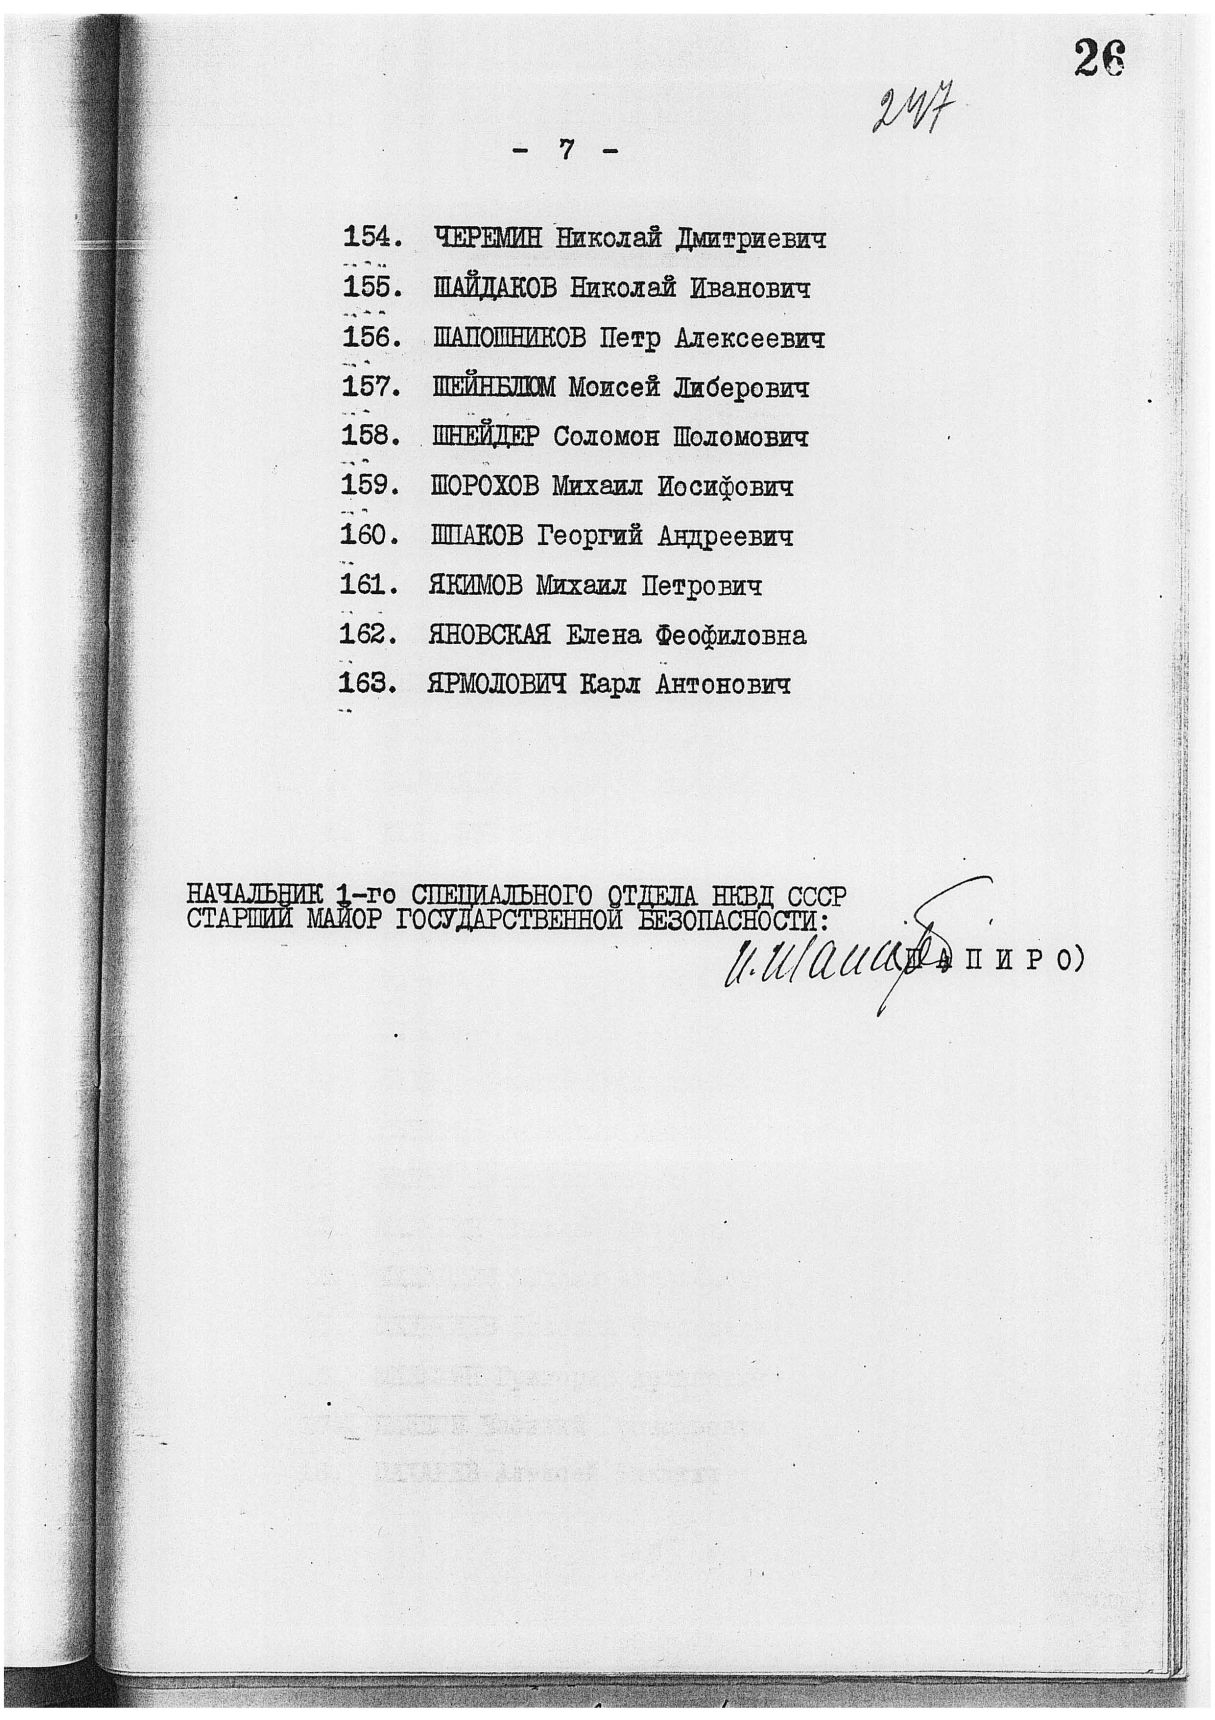 26
247
- 7 -
154. ЧЕРЕМИН Николай Дмитриевич
155. ШАЙДАКОВ Николай Иванович
156. ШАПОШНИКОВ Петр Алексеевич
157. ШЕЙНБЛЮМ Моисей Либерович
158. ШНЕЙДЕР Соломон Шоломович
159. ШОРОХОВ Михаил Иосифович
160. ШПАКОВ Георгий Андреевич
161. ЯКИМОВ Михаил Петрович
162. ЯНОВСКАЯ Елена Феофиловна
163. ЯРМОЛОВИЧ Карл Антонович
НАЧАЛЬНИК 1-го СПЕЦИАЛЬНОГО ОТДЕЛА НКВД СССР
СТАРШИЙ МАЙОР ГОСУДАРСТВЕННОЙ БЕЗОПАСНОСТИ:
И. Шапиро (Ш А П И Р О)